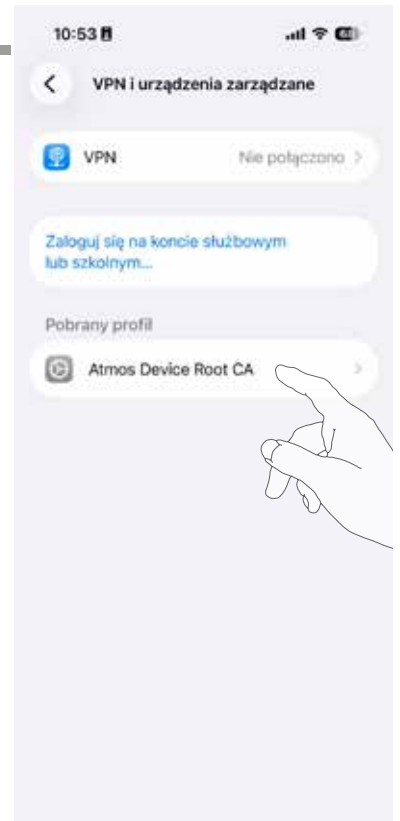 10:53
VPN i urządzenia zarządzane
VPN Nie połączono
Zaloguj się na koncie służbowym
lub szkolnym...
Pobrany profil
Atmos Device Root CA